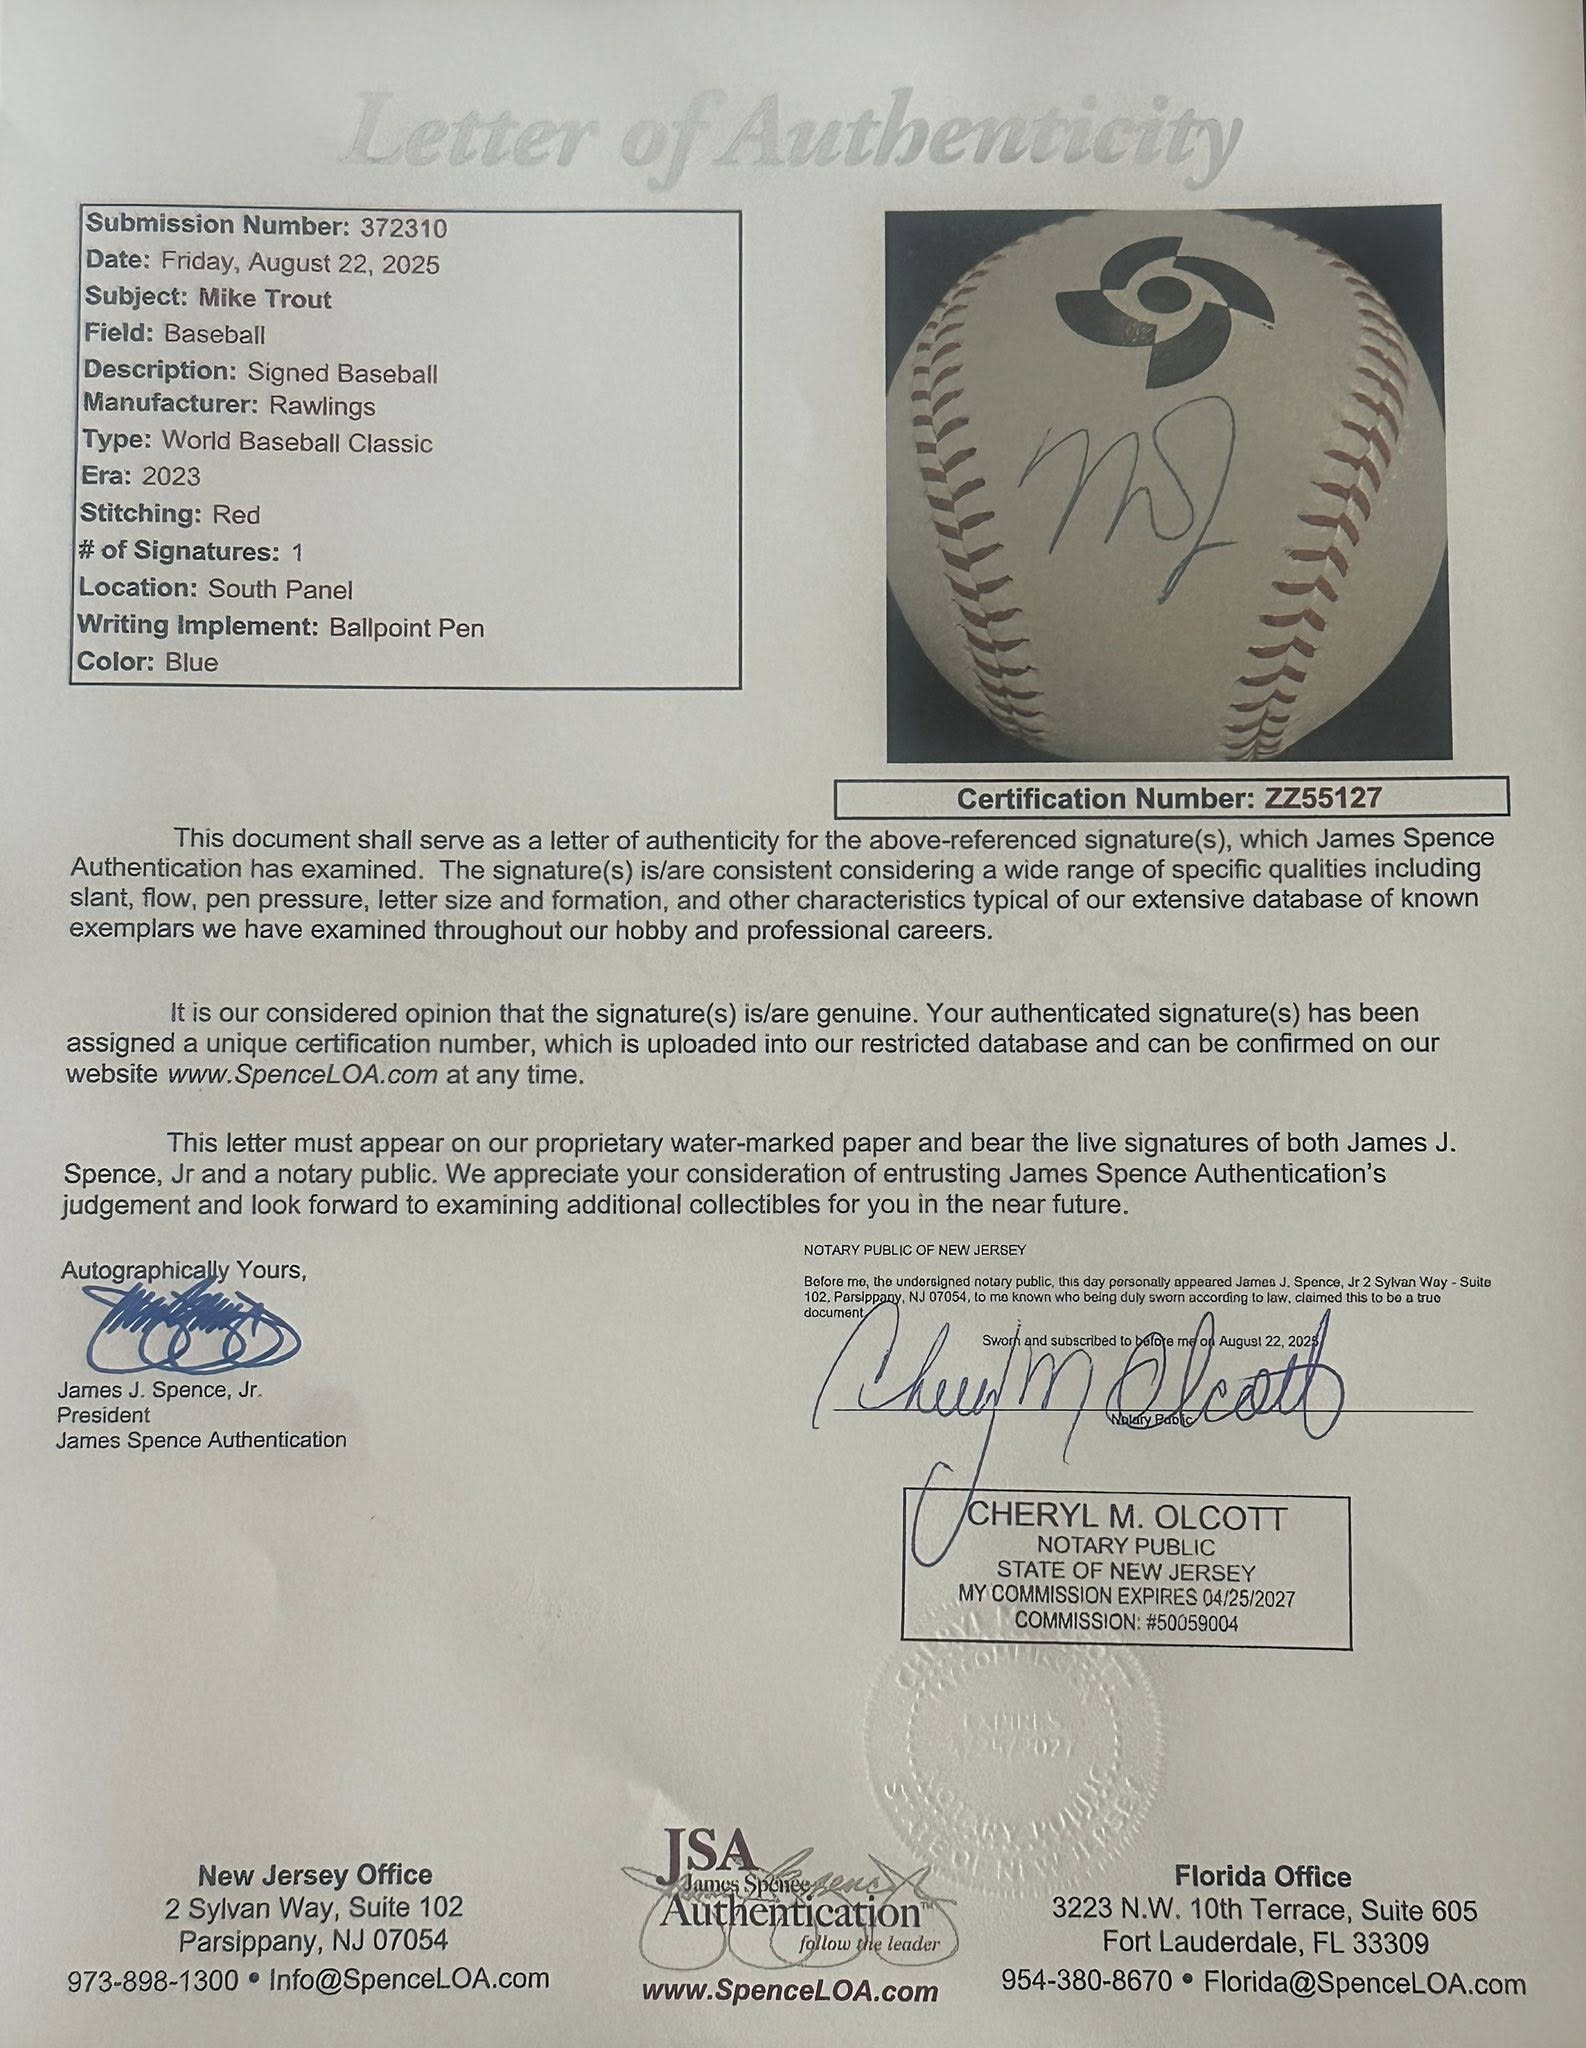 Letter of Authenticity
Submission Number: 372310
Date: Friday, August 22, 2025
Subject: Mike Trout
Field: Baseball
Description: Signed Baseball
Manufacturer: Rawlings
Type: World Baseball Classic
Era: 2023
Stitching: Red
# of Signatures: 1
Location: South Panel
Writing Implement: Ballpoint Pen
Color: Blue
Certification Number: ZZ55127
This document shall serve as a letter of authenticity for the above-referenced signature(s), which James Spence
Authentication has examined. The signature(s) is/are consistent considering a wide range of specific qualities including
slant, flow, pen pressure, letter size and formation, and other characteristics typical of our extensive database of known
exemplars we have examined throughout our hobby and professional careers.
It is our considered opinion that the signature(s) is/are genuine. Your authenticated signature(s) has been
assigned a unique certification number, which is uploaded into our restricted database and can be confirmed on our
website www.SpenceLOA.com at any time.
This letter must appear on our proprietary water-marked paper and bear the live signatures of both James J.
Spence, Jr and a notary public. We appreciate your consideration of entrusting James Spence Authentication's
judgement and look forward to examining additional collectibles for you in the near future.
Autographically Yours,
James J. Spence, Jr.
President
James Spence Authentication
NOTARY PUBLIC OF NEW JERSEY
Before me, the undersigned notary public, this day personally appeared James J. Spence, Jr 2 Sylvan Way - Suite
102, Parsippany, NJ 07054, to me known who being duly sworn according to law, claimed this to be a true
document.
Sworn and subscribed to before me on August 22, 2025
Cheryl M Olcott
Notary Public
CHERYL M. OLCOTT
NOTARY PUBLIC
STATE OF NEW JERSEY
MY COMMISSION EXPIRES 04/25/2027
COMMISSION: #50059004
EXPIRES
4/25/2027
NOTARY PUBLIC
STATE OF NEW JERSEY
New Jersey Office
2 Sylvan Way, Suite 102
Parsippany, NJ 07054
973-898-1300 • Info@SpenceLOA.com
JSA
James Spence
Authentication™
follow the leader
www.SpenceLOA.com
Florida Office
3223 N.W. 10th Terrace, Suite 605
Fort Lauderdale, FL 33309
954-380-8670 • Florida@SpenceLOA.com